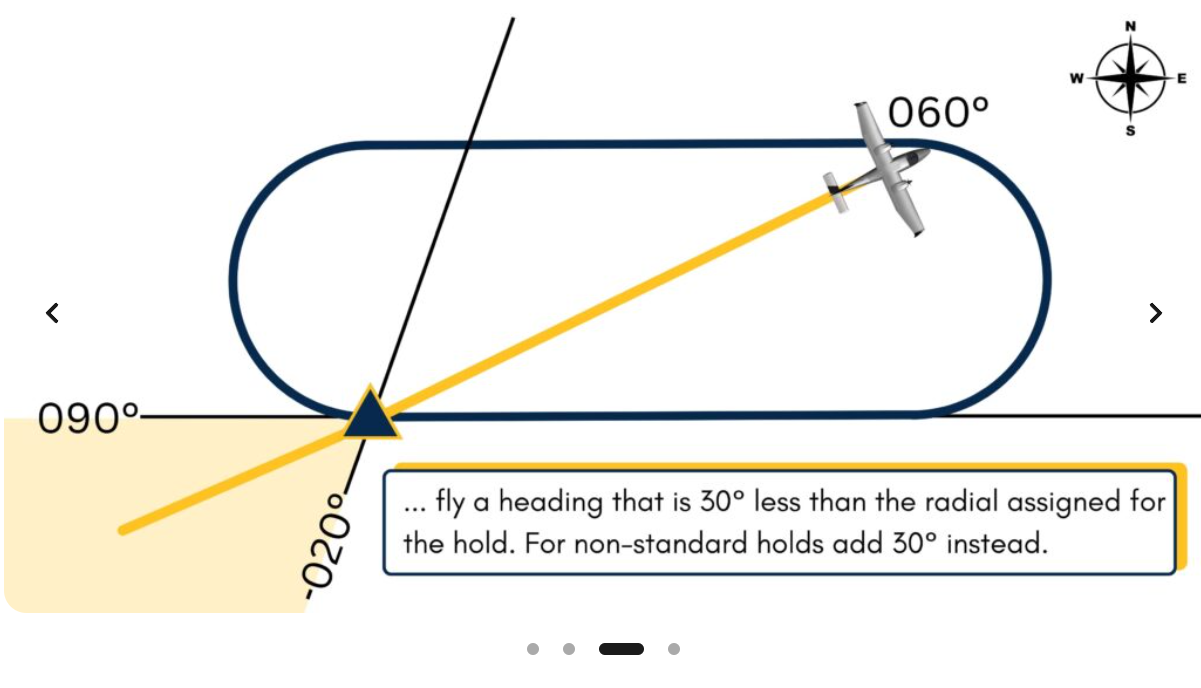 N
060°
W E
S
090°
-020°-
... fly a heading that is 30° less than the radial assigned for
the hold. For non-standard holds add 30° instead.